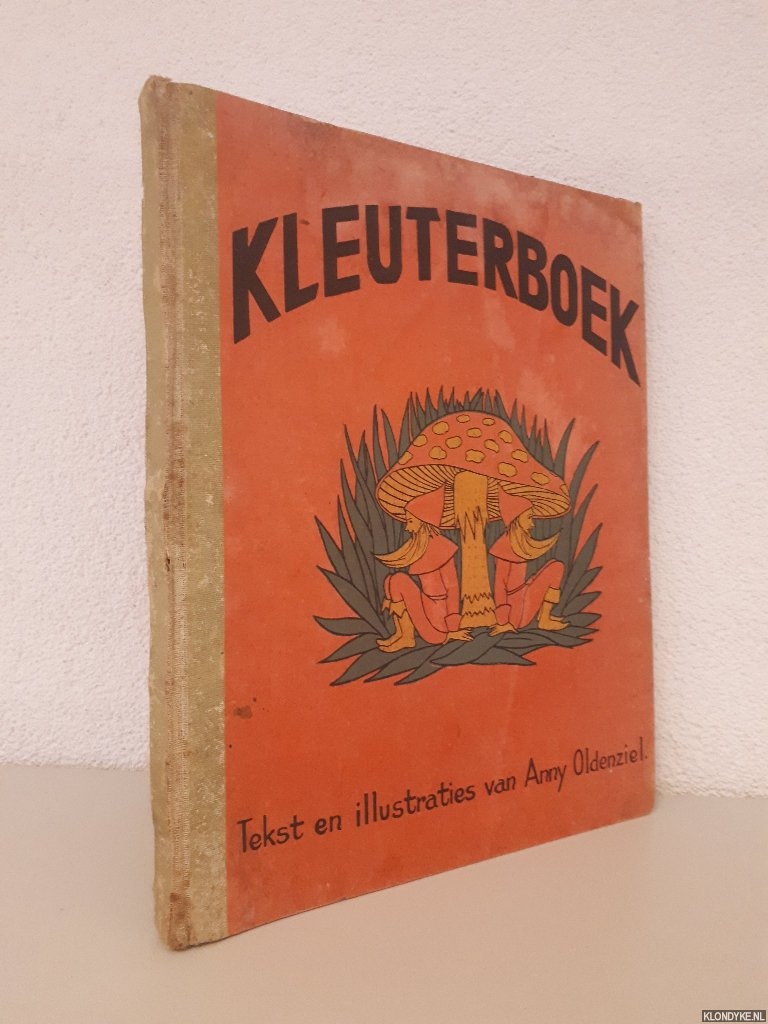 KLEUTERBOEK
Tekst en illustraties van Anny Oldenziel.
KLONDYKE.NL